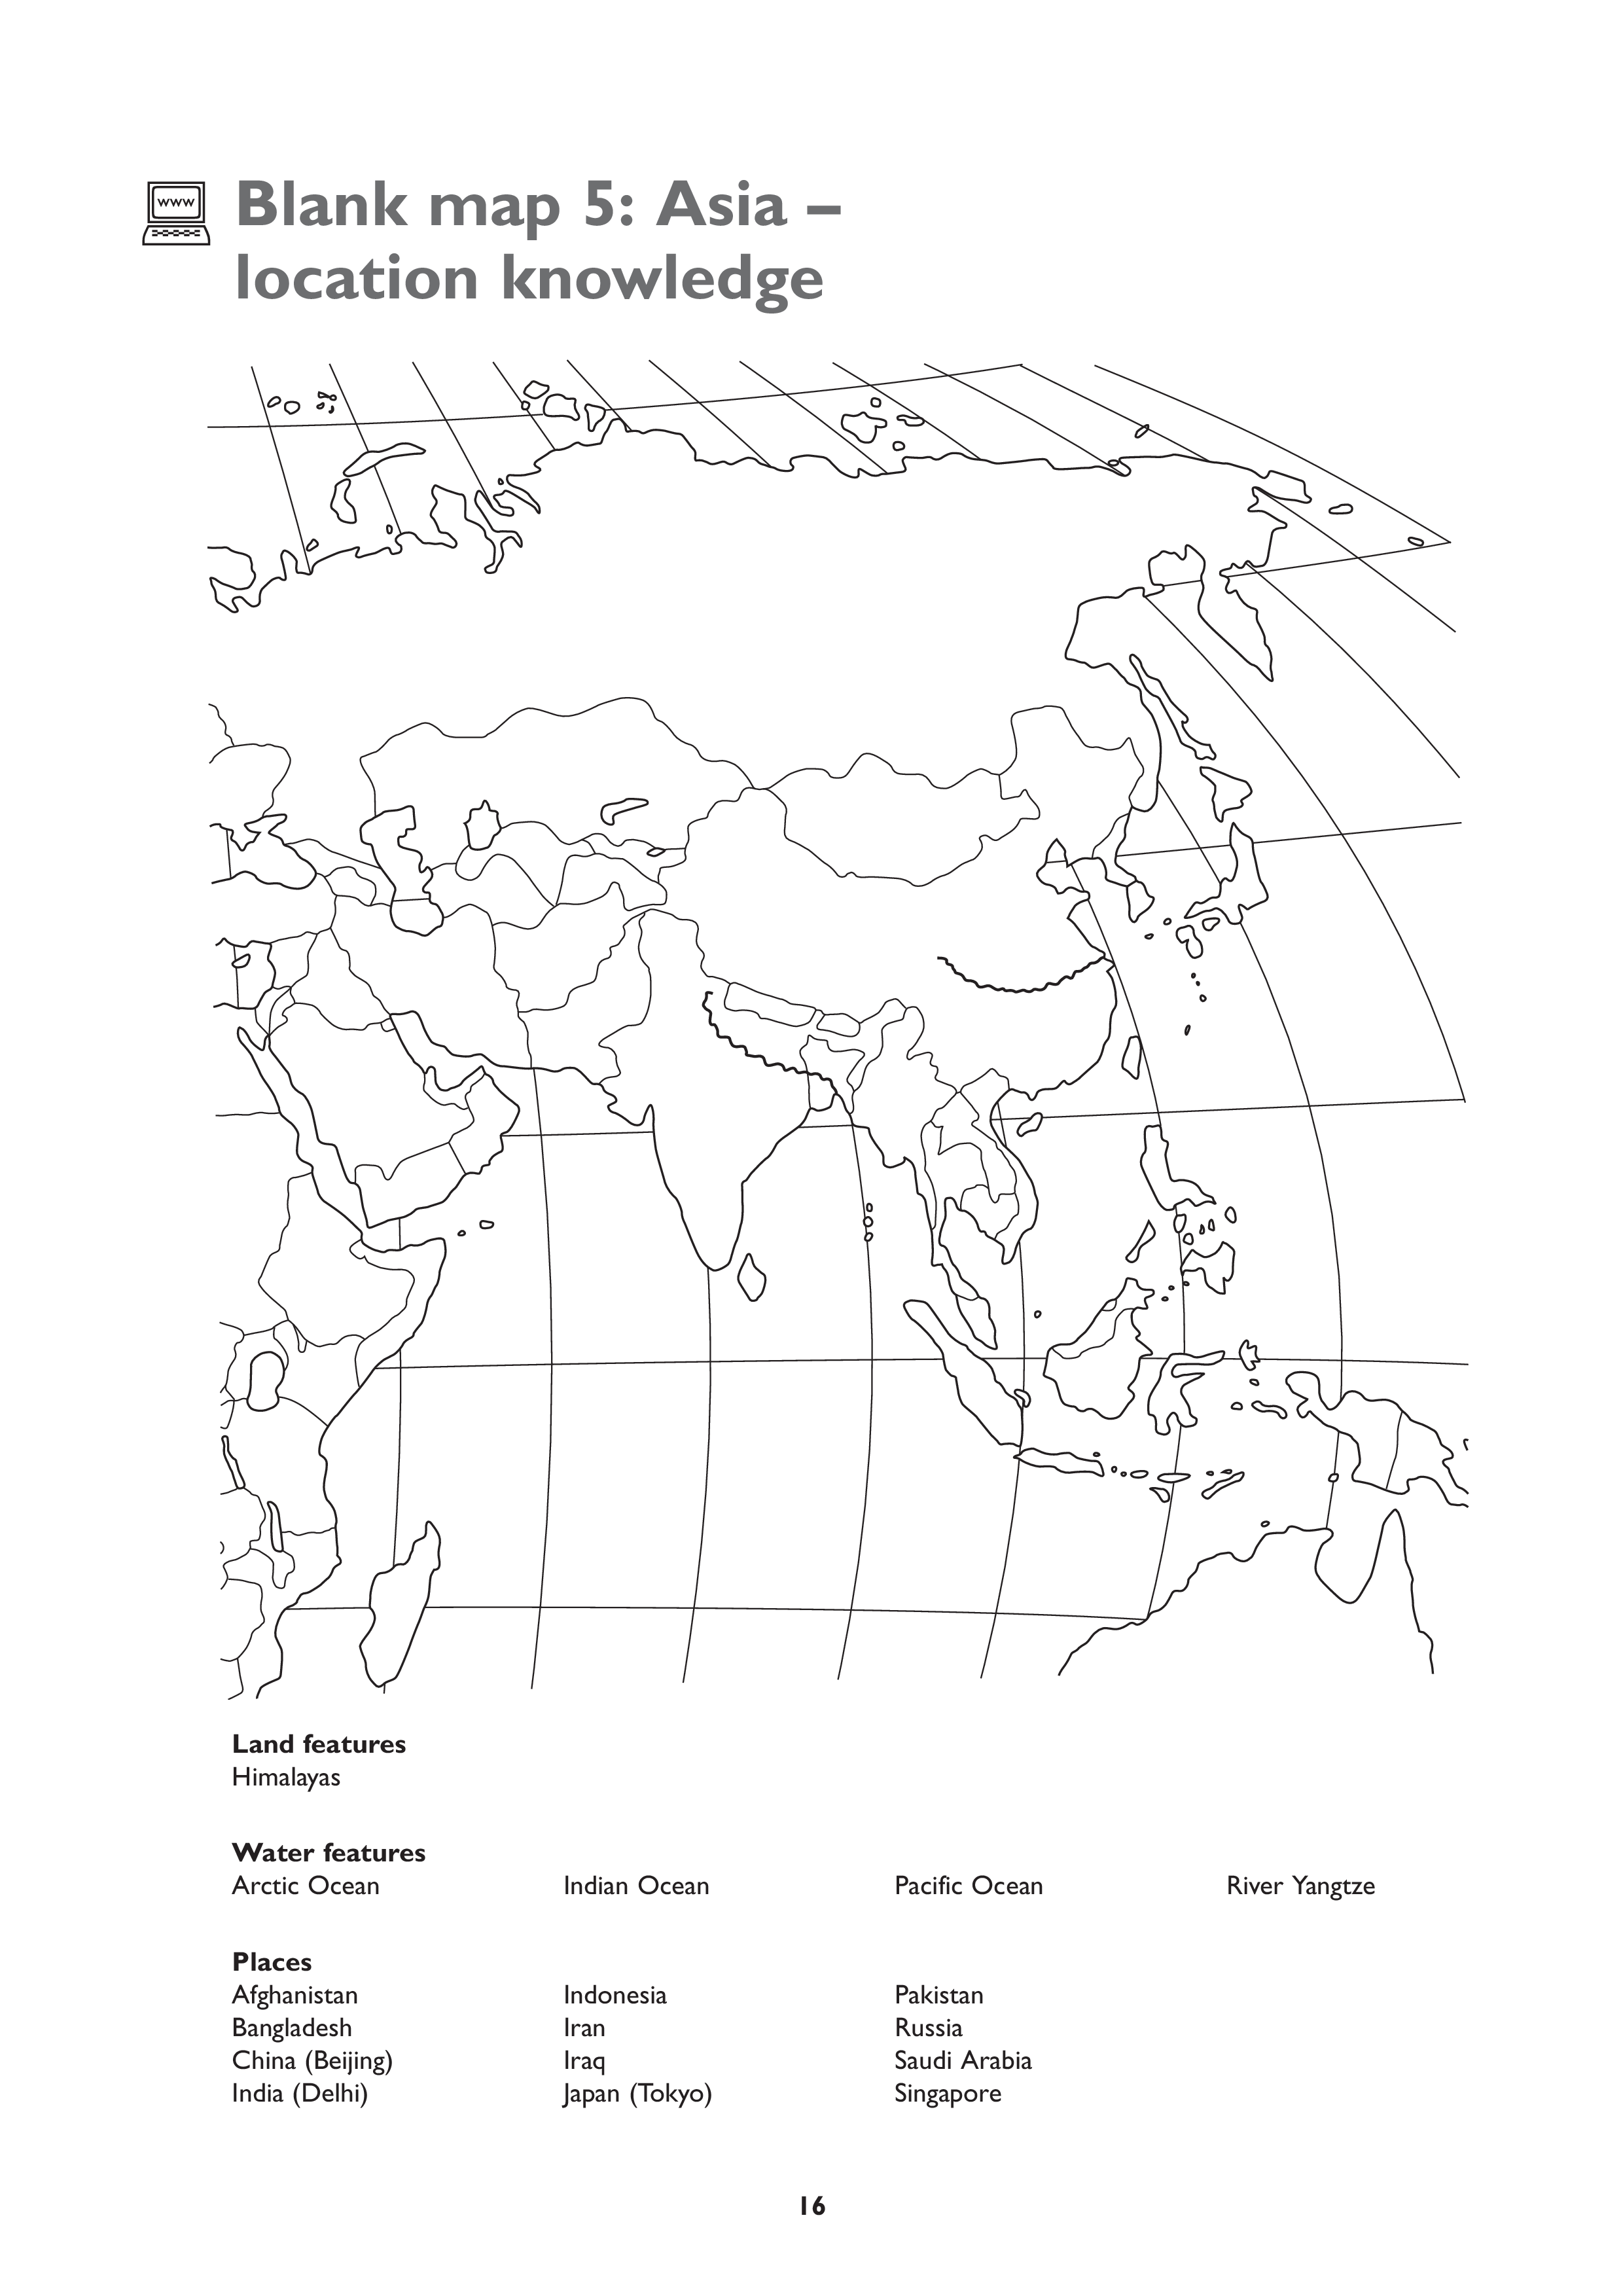 www
Blank map 5: Asia –
location knowledge
Land features
Himalayas
Water features
Arctic Ocean Indian Ocean Pacific Ocean River Yangtze
Places
Afghanistan Indonesia Pakistan
Bangladesh Iran Russia
China (Beijing) Iraq Saudi Arabia
India (Delhi) Japan (Tokyo) Singapore
16